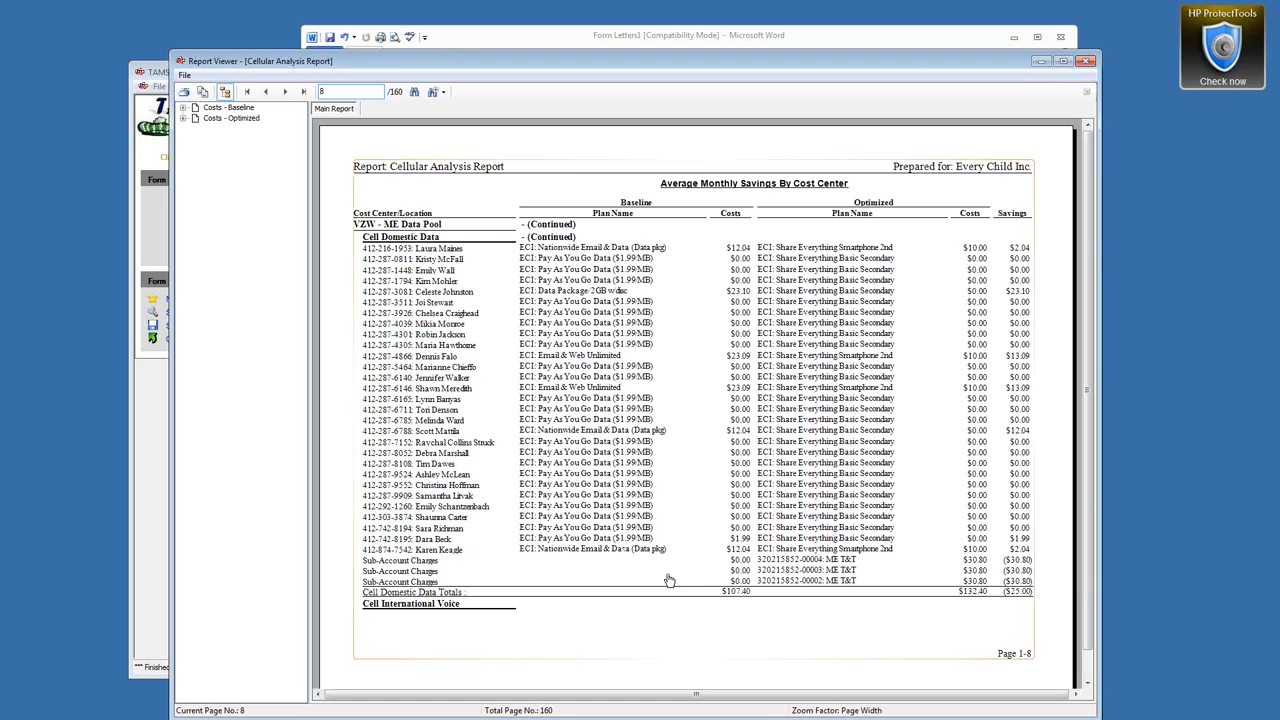 HP ProtectTools
Check now
Form Letters1 [Compatibility Mode] - Microsoft Word
TAMS
File
Form
Form
*** Finished
Report Viewer - [Cellular Analysis Report]
File
8 /160
Costs - Baseline
Costs - Optimized
Main Report
Report: Cellular Analysis Report Prepared for: Every Child Inc.
Average Monthly Savings By Cost Center
Baseline Optimized
Cost Center/Location Plan Name Costs Plan Name Costs Savings
VZW - ME Data Pool - (Continued)
Cell Domestic Data - (Continued)
412-216-1953: Laura Maines ECI: Nationwide Email & Data (Data pkg) $12.04 ECI: Share Everything Smartphone 2nd $10.00 $2.04
412-287-0811: Kristy McFall ECI: Pay As You Go Data ($1.99/MB) $0.00 ECI: Share Everything Basic Secondary $0.00 $0.00
412-287-1448: Emily Wall ECI: Pay As You Go Data ($1.99/MB) $0.00 ECI: Share Everything Basic Secondary $0.00 $0.00
412-287-1794: Kim Mohler ECI: Pay As You Go Data ($1.99/MB) $0.00 ECI: Share Everything Basic Secondary $0.00 $0.00
412-287-3081: Celeste Johnston ECI: Data Package 2GB w/disc $23.10 ECI: Share Everything Basic Secondary $0.00 $23.10
412-287-3511: Joi Stewart ECI: Pay As You Go Data ($1.99/MB) $0.00 ECI: Share Everything Basic Secondary $0.00 $0.00
412-287-3926: Chelsea Craighead ECI: Pay As You Go Data ($1.99/MB) $0.00 ECI: Share Everything Basic Secondary $0.00 $0.00
412-287-4039: Mikia Monroe ECI: Pay As You Go Data ($1.99/MB) $0.00 ECI: Share Everything Basic Secondary $0.00 $0.00
412-287-4301: Robin Jackson ECI: Pay As You Go Data ($1.99/MB) $0.00 ECI: Share Everything Basic Secondary $0.00 $0.00
412-287-4305: Maria Hawthorne ECI: Pay As You Go Data ($1.99/MB) $0.00 ECI: Share Everything Basic Secondary $0.00 $0.00
412-287-4866: Dennis Falo ECI: Email & Web Unlimited $23.09 ECI: Share Everything Smartphone 2nd $10.00 $13.09
412-287-5464: Marianne Chieffo ECI: Pay As You Go Data ($1.99/MB) $0.00 ECI: Share Everything Basic Secondary $0.00 $0.00
412-287-6140: Jennifer Walker ECI: Pay As You Go Data ($1.99/MB) $0.00 ECI: Share Everything Basic Secondary $0.00 $0.00
412-287-6146: Shawn Meredith ECI: Email & Web Unlimited $23.09 ECI: Share Everything Smartphone 2nd $10.00 $13.09
412-287-6165: Lynn Banyas ECI: Pay As You Go Data ($1.99/MB) $0.00 ECI: Share Everything Basic Secondary $0.00 $0.00
412-287-6711: Tori Denson ECI: Pay As You Go Data ($1.99/MB) $0.00 ECI: Share Everything Basic Secondary $0.00 $0.00
412-287-6785: Melinda Ward ECI: Pay As You Go Data ($1.99/MB) $0.00 ECI: Share Everything Basic Secondary $0.00 $0.00
412-287-6788: Scott Mattila ECI: Nationwide Email & Data (Data pkg) $12.04 ECI: Share Everything Basic Secondary $0.00 $12.04
412-287-7152: Raychal Collins Struck ECI: Pay As You Go Data ($1.99/MB) $0.00 ECI: Share Everything Basic Secondary $0.00 $0.00
412-287-8052: Debra Marshall ECI: Pay As You Go Data ($1.99/MB) $0.00 ECI: Share Everything Basic Secondary $0.00 $0.00
412-287-8108: Tim Dawes ECI: Pay As You Go Data ($1.99/MB) $0.00 ECI: Share Everything Basic Secondary $0.00 $0.00
412-287-9524: Ashley McLean ECI: Pay As You Go Data ($1.99/MB) $0.00 ECI: Share Everything Basic Secondary $0.00 $0.00
412-287-9552: Christina Hoffman ECI: Pay As You Go Data ($1.99/MB) $0.00 ECI: Share Everything Basic Secondary $0.00 $0.00
412-287-9909: Samantha Litvak ECI: Pay As You Go Data ($1.99/MB) $0.00 ECI: Share Everything Basic Secondary $0.00 $0.00
412-292-1260: Emily Schantzenbach ECI: Pay As You Go Data ($1.99/MB) $0.00 ECI: Share Everything Basic Secondary $0.00 $0.00
412-303-3874: Shaunna Carter ECI: Pay As You Go Data ($1.99/MB) $0.00 ECI: Share Everything Basic Secondary $0.00 $0.00
412-742-8194: Sara Richman ECI: Pay As You Go Data ($1.99/MB) $0.00 ECI: Share Everything Basic Secondary $0.00 $0.00
412-742-8195: Dara Beck ECI: Pay As You Go Data ($1.99/MB) $1.99 ECI: Share Everything Basic Secondary $0.00 $1.99
412-874-7542: Karen Keagle ECI: Nationwide Email & Data (Data pkg) $12.04 ECI: Share Everything Smartphone 2nd $10.00 $2.04
Sub-Account Charges $0.00 320215852-00004: ME T&T $30.80 ($30.80)
Sub-Account Charges $0.00 320215852-00003: ME T&T $30.80 ($30.80)
Sub-Account Charges $0.00 320215852-00002: ME T&T $30.80 ($30.80)
Cell Domestic Data Totals : $107.40 $132.40 ($25.00)
Cell International Voice
Page 1-8
Current Page No.: 8 Total Page No.: 160 Zoom Factor: Page Width